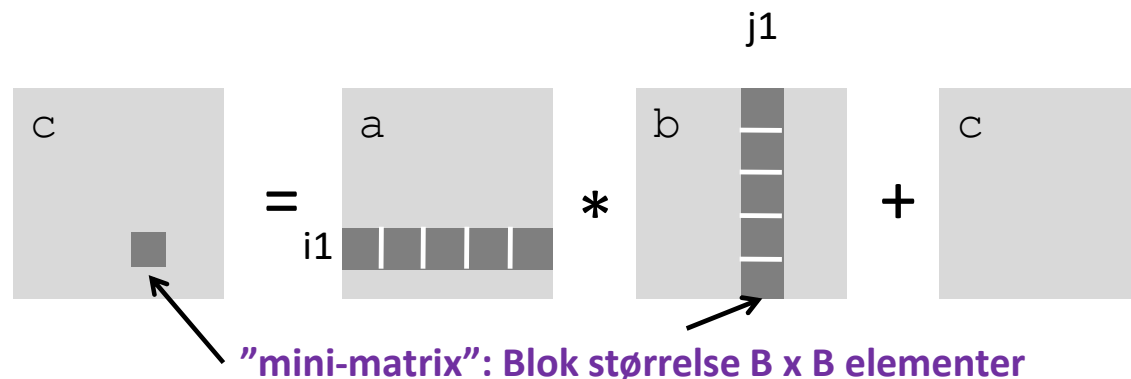 j1
c = a * b + c
i1
”mini-matrix”: Blok størrelse B x B elementer